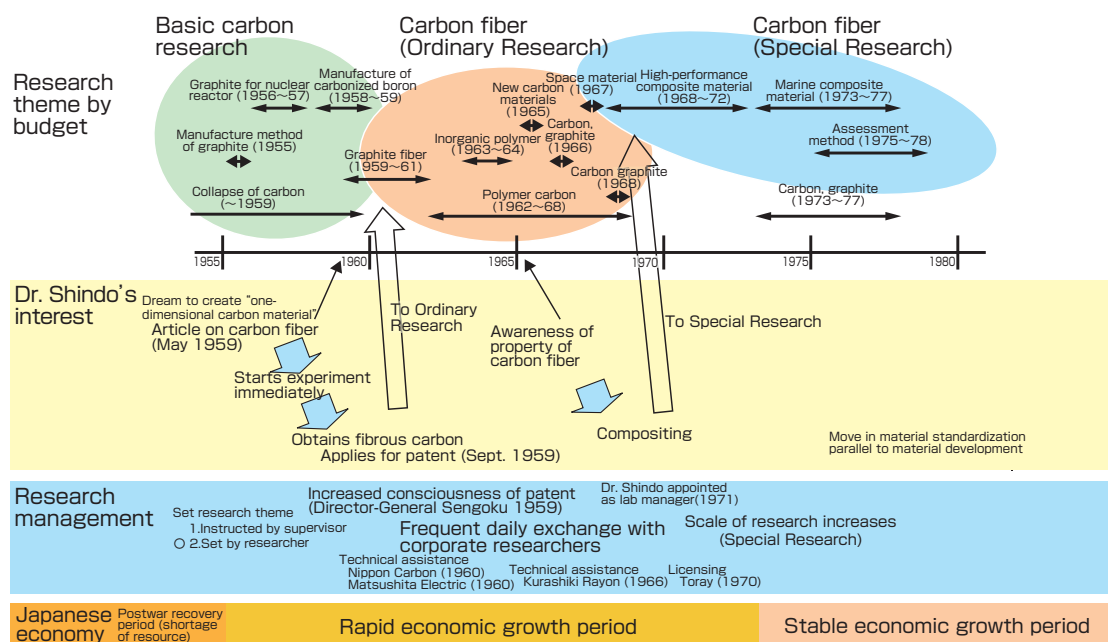 Basic carbon
research
Carbon fiber
(Ordinary Research)
Carbon fiber
(Special Research)
Research
theme by
budget
Graphite for nuclear
reactor (1956～57)
Manufacture of
carbonized boron
(1958～59)
Manufacture method
of graphite (1955)
Collapse of carbon
(～1959)
Graphite fiber
(1959～61)
Inorganic polymer
(1963～64)
New carbon
materials
(1965)
Carbon,
graphite
(1966)
Space material
(1967)
Carbon graphite
(1968)
Polymer carbon
(1962～68)
High-performance
composite material
(1968～72)
Marine composite
material (1973～77)
Assessment
method (1975～78)
Carbon, graphite
(1973～77)
1955
1960
1965
1970
1975
1980
Dr. Shindo's
interest
Dream to create "one-
dimensional carbon material"
Article on carbon fiber
(May 1959)
Starts experiment
immediately
Obtains fibrous carbon
Applies for patent (Sept. 1959)
To Ordinary
Research
Awareness of
property of
carbon fiber
Compositing
To Special Research
Move in material standardization
parallel to material development
Research
management
Set research theme
1.Instructed by supervisor
○ 2.Set by researcher
Increased consciousness of patent
(Director-General Sengoku 1959)
Dr. Shindo appointed
as lab manager(1971)
Frequent daily exchange with
corporate researchers
Scale of research increases
(Special Research)
Technical assistance
Nippon Carbon (1960)
Matsushita Electric (1960)
Technical assistance
Kurashiki Rayon (1966)
Licensing
Toray (1970)
Japanese
economy
Postwar recovery
period (shortage
of resource)
Rapid economic growth period
Stable economic growth period